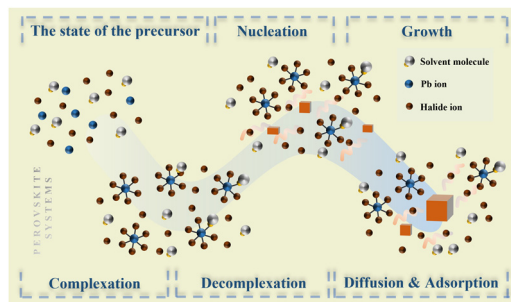 The state of the precursor
Nucleation
Growth
Solvent molecule
Pb ion
Halide ion
PEROVSKITE
SYSTEMS
Complexation
Decomplexation
Diffusion & Adsorption